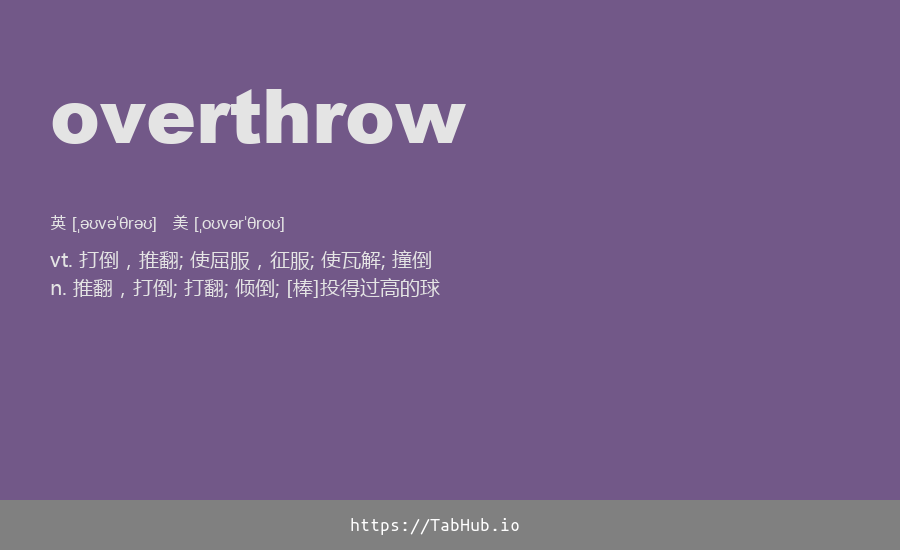 overthrow
英 [ˌəʊvəˈθrəʊ] 美 [ˌoʊvərˈθroʊ]
vt. 打倒，推翻; 使屈服，征服; 使瓦解; 撞倒
n. 推翻，打倒; 打翻; 倾倒; [棒]投得过高的球
https://TabHub.io